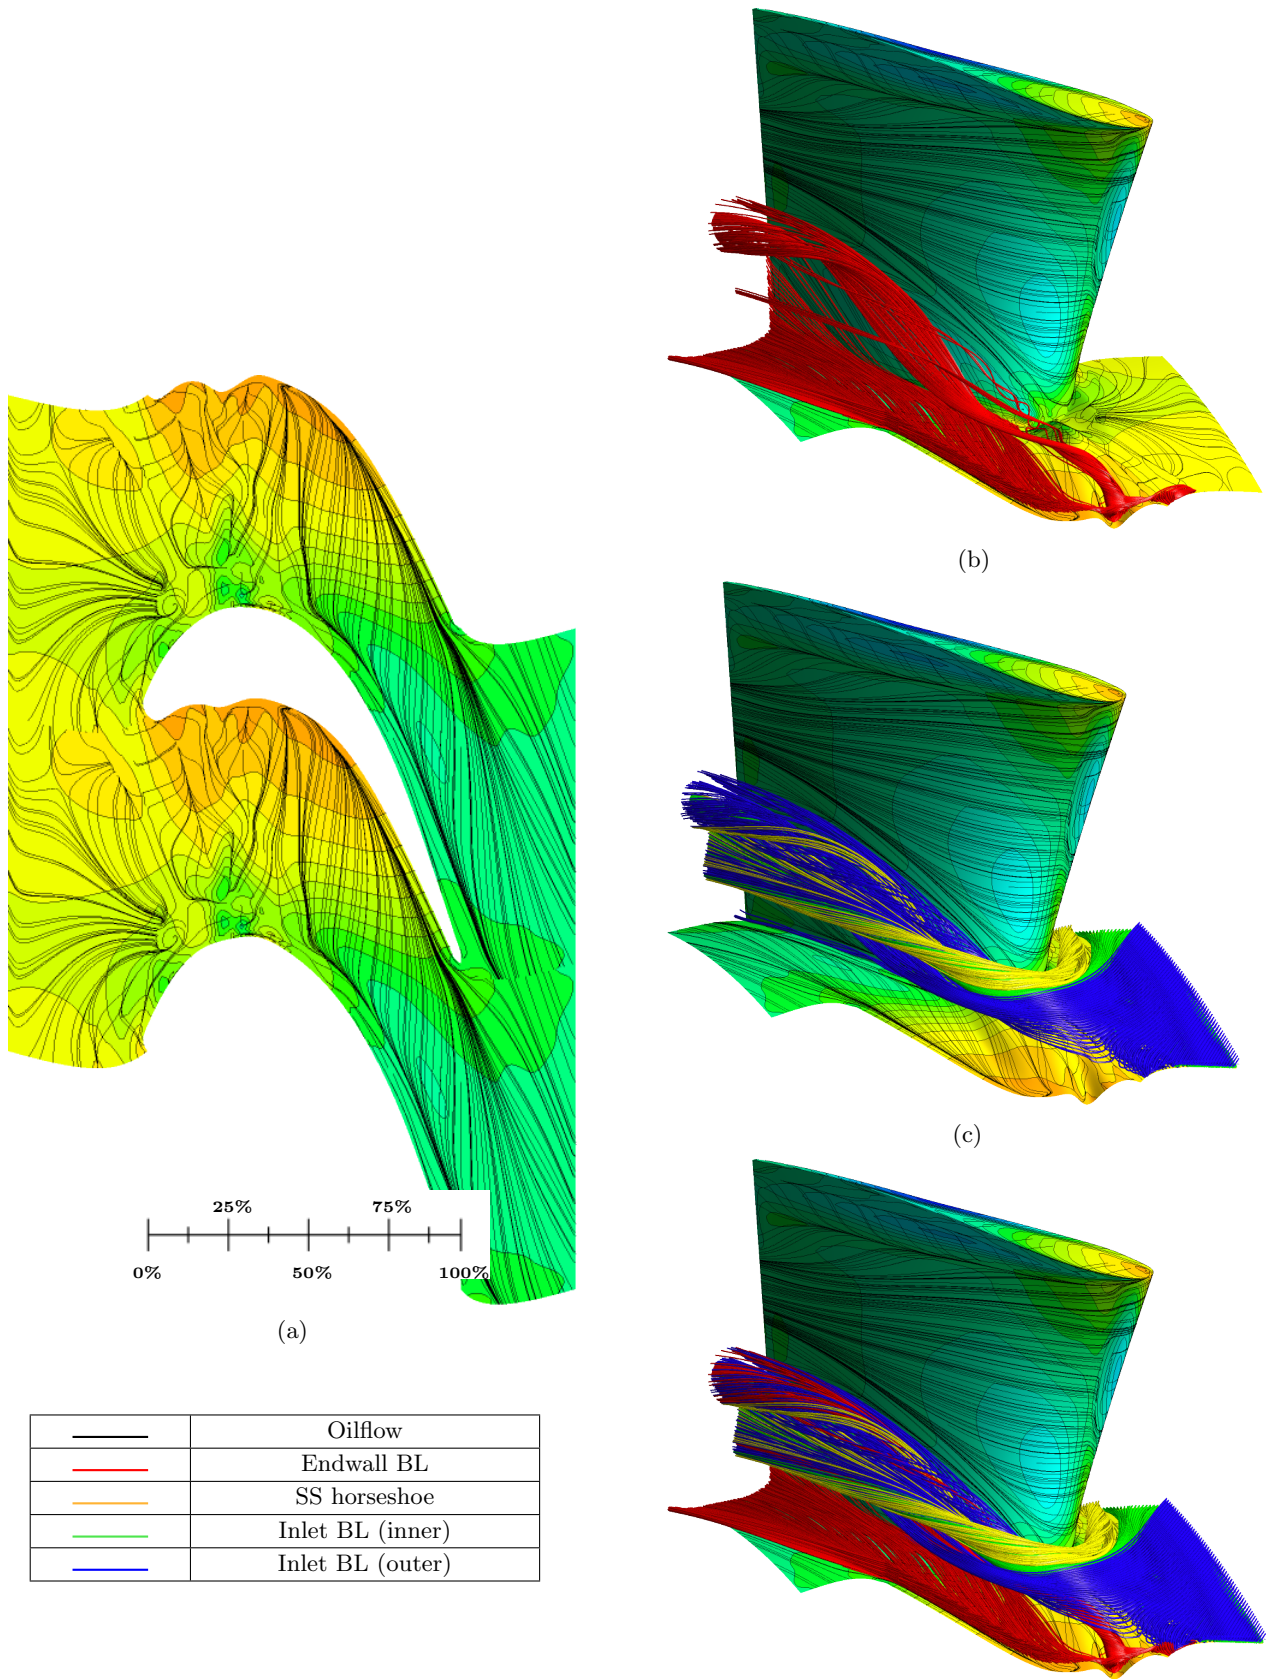 (b)
(c)
25% 75%
0% 50% 100%
(a)
Oilflow
Endwall BL
SS horseshoe
Inlet BL (inner)
Inlet BL (outer)